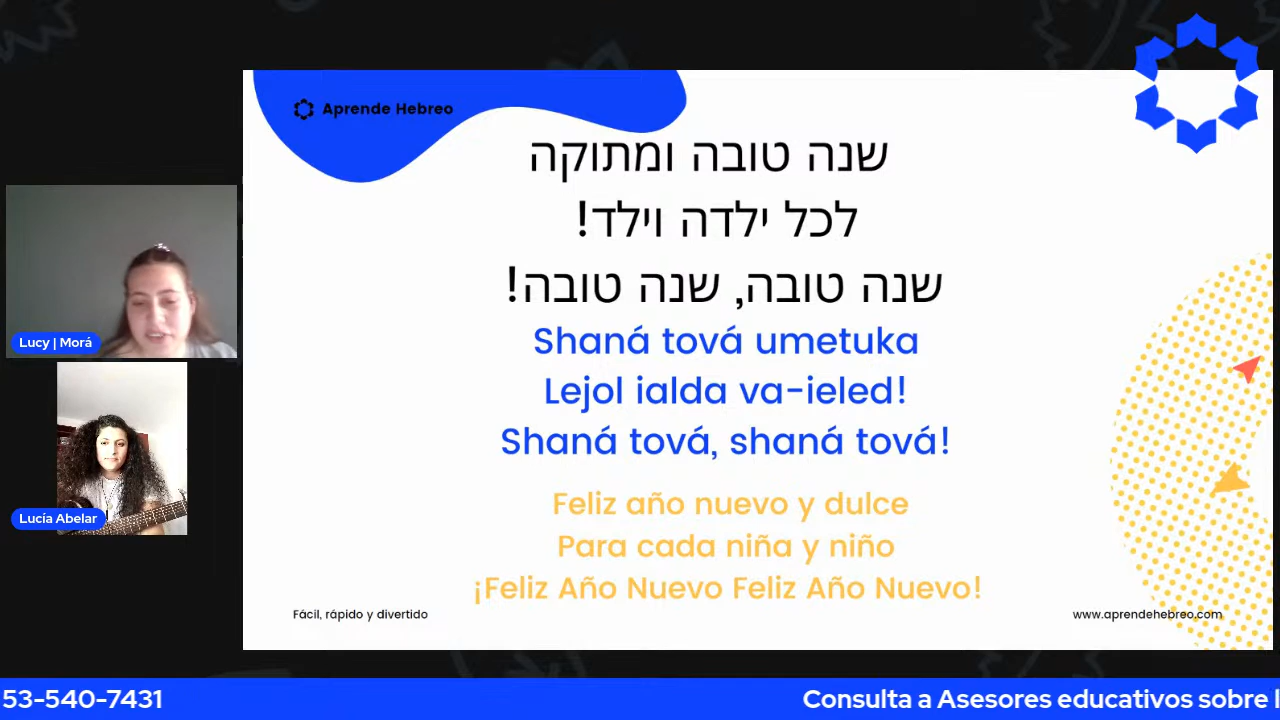 Aprende Hebreo
שנה טובה ומתוקה
לכל ילדה וילד!
שנה טובה, שנה טובה!
Shaná tová umetuka
Lejol ialda va-ieled!
Shaná tová, shaná tová!
Feliz año nuevo y dulce
Para cada niña y niño
¡Feliz Año Nuevo Feliz Año Nuevo!
Fácil, rápido y divertido
www.aprendehebreo.com
Lucy | Morá
Lucía Abelar
53-540-7431
Consulta a Asesores educativos sobre